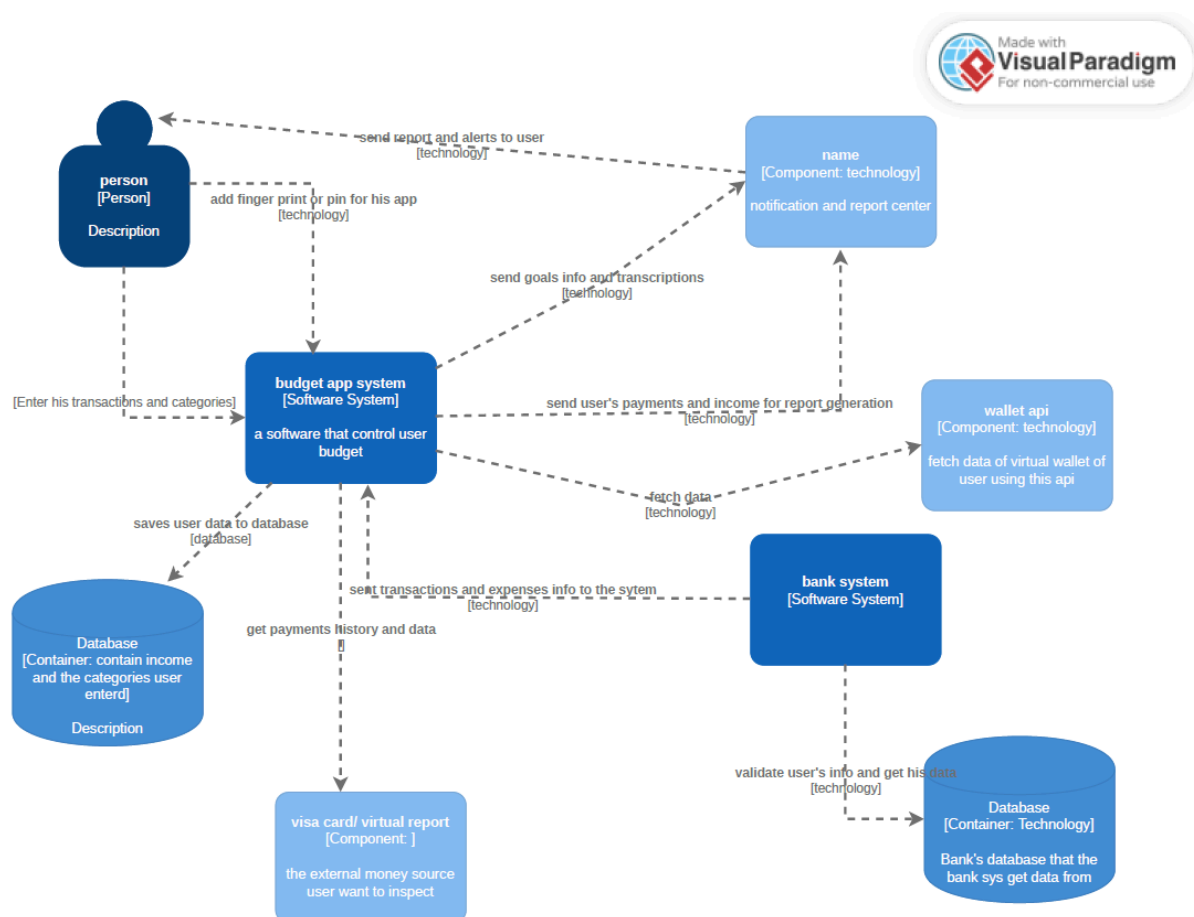 Made with
Visual Paradigm
For non-commercial use
person
[Person]
Description
send report and alerts to user
[technology]
name
[Component: technology]
notification and report center
add finger print or pin for his app
[technology]
send goals info and transcriptions
[technology]
budget app system
[Software System]
a software that control user
budget
[Enter his transactions and categories]
send user's payments and income for report generation
[technology]
wallet api
[Component: technology]
fetch data of virtual wallet of
user using this api
fetch data
[technology]
saves user data to database
[database]
bank system
[Software System]
sent transactions and expenses info to the sytem
[technology]
get payments history and data
[]
Database
[Container: contain income
and the categories user
enterd]
Description
validate user's info and get his data
[technology]
Database
[Container: Technology]
Bank's database that the
bank sys get data from
visa card/ virtual report
[Component: ]
the external money source
user want to inspect